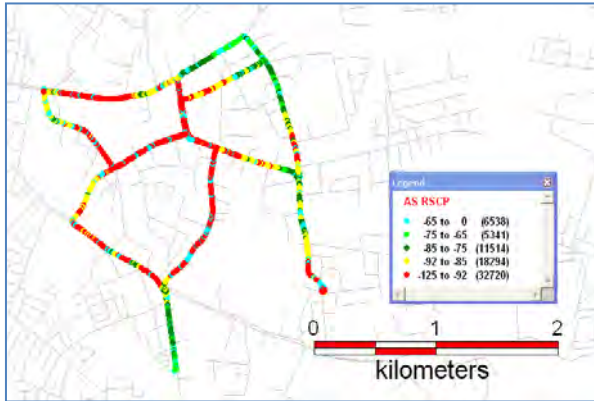 Legend
AS RSCP
-65 to 0 (6538)
-75 to -65 (5341)
-85 to -75 (11514)
-92 to -85 (18294)
-125 to -92 (32720)
0 1 2
kilometers